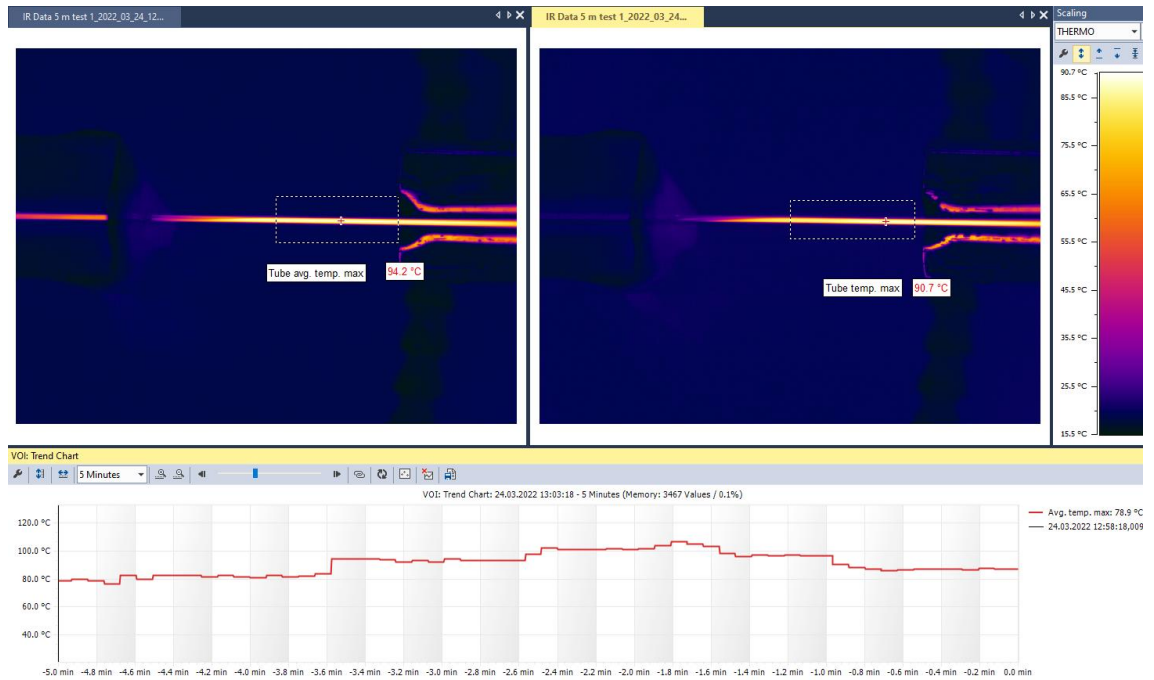 IR Data 5 m test 1_2022_03_24_12...
IR Data 5 m test 1_2022_03_24...
Scaling
THERMO
90.7 °C
85.5 °C
75.5 °C
65.5 °C
55.5 °C
45.5 °C
35.5 °C
25.5 °C
15.5 °C
Tube avg. temp. max
94.2 °C
Tube temp. max
90.7 °C
VOI: Trend Chart
5 Minutes
VOI: Trend Chart: 24.03.2022 13:03:18 - 5 Minutes (Memory: 3467 Values / 0.1%)
Avg. temp. max: 78.9 °C
24.03.2022 12:58:18,009
120.0 °C
100.0 °C
80.0 °C
60.0 °C
40.0 °C
-5.0 min -4.8 min -4.6 min -4.4 min -4.2 min -4.0 min -3.8 min -3.6 min -3.4 min -3.2 min -3.0 min -2.8 min -2.6 min -2.4 min -2.2 min -2.0 min -1.8 min -1.6 min -1.4 min -1.2 min -1.0 min -0.8 min -0.6 min -0.4 min -0.2 min 0.0 min